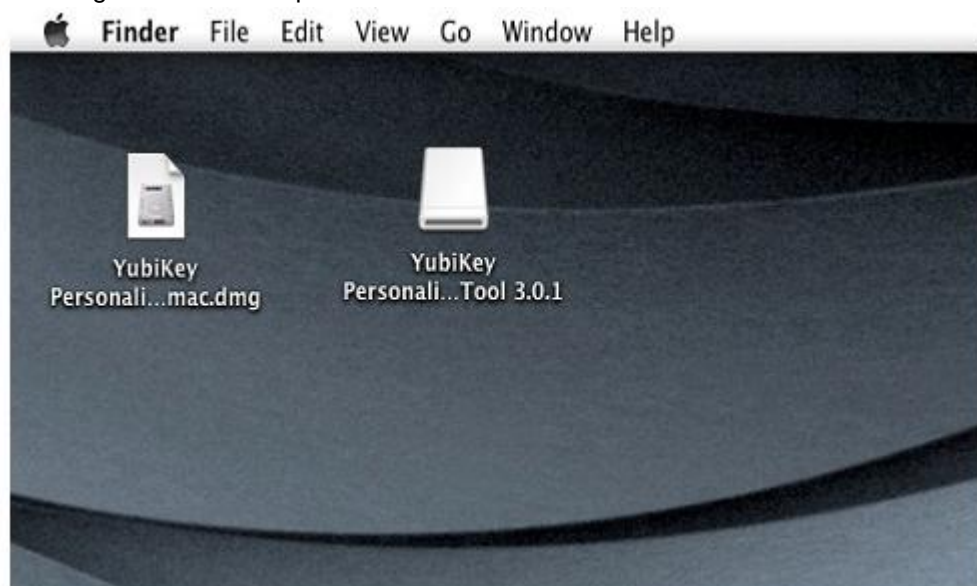 Finder File Edit View Go Window Help
YubiKey
Personali...mac.dmg
YubiKey
Personali...Tool 3.0.1